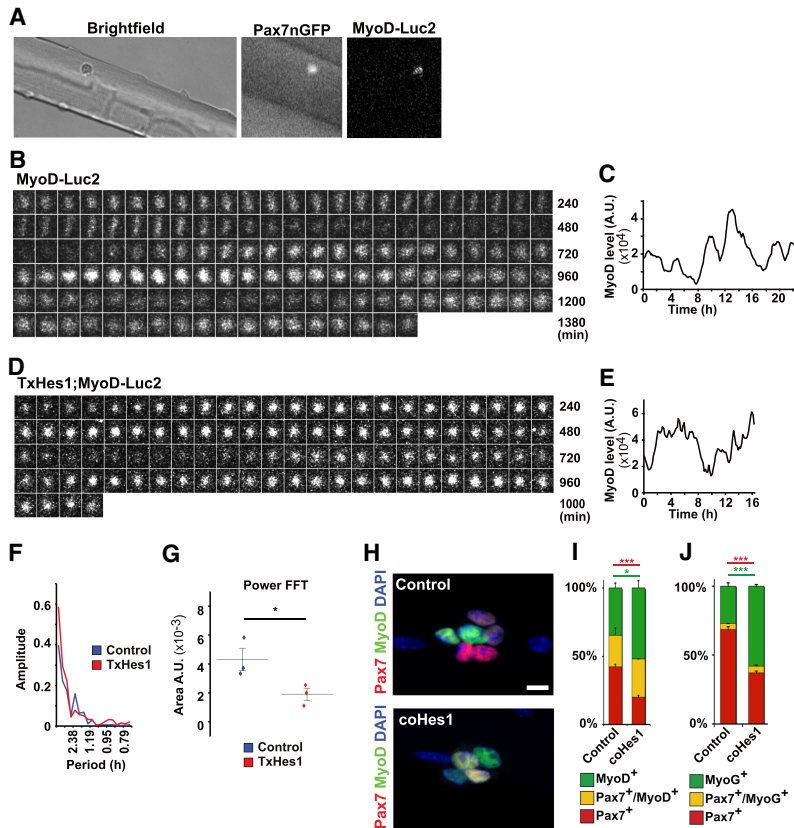 A
Brightfield
Pax7nGFP
MyoD-Luc2
B
MyoD-Luc2
240
480
720
960
1200
1380
(min)
C
MyoD level (A.U.)
(x10⁴)
4
2
0
0 4 8 12 16 20
Time (h)
D
TxHes1;MyoD-Luc2
240
480
720
960
1000
(min)
E
MyoD level (A.U.)
(x10⁴)
6
4
2
0
0 4 8 12 16
Time (h)
F
Amplitude
0.6
0.4
0.2
0
2.38 1.19 0.95 0.79
Period (h)
Control
TxHes1
G
Power FFT
Area A.U. (x10-3)
8
6
4
2
0
*
Control
TxHes1
H
Control
Pax7 MyoD DAPI
coHes1
Pax7 MyoD DAPI
I
***
*
100%
50%
0%
Control
coHes1
MyoD+
Pax7+/MyoD+
Pax7+
J
***
***
100%
50%
0%
Control
coHes1
MyoG+
Pax7+/MyoG+
Pax7+